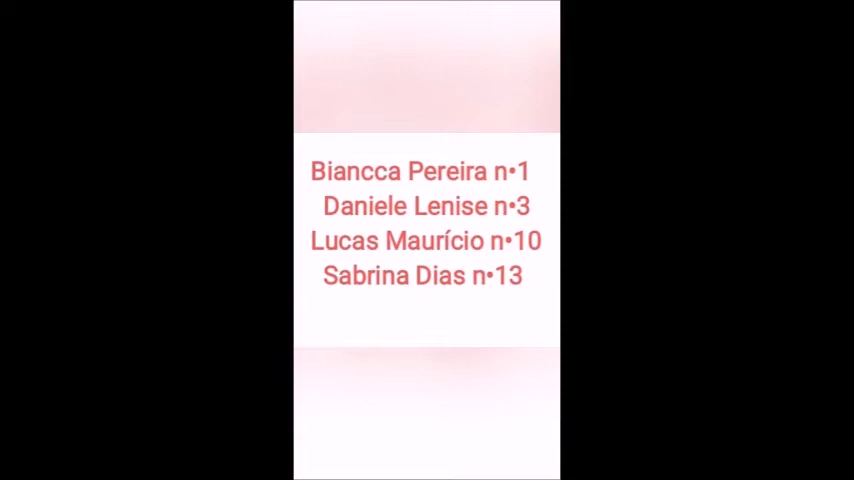 Biancca Pereira n•1
Daniele Lenise n•3
Lucas Maurício n•10
Sabrina Dias n•13